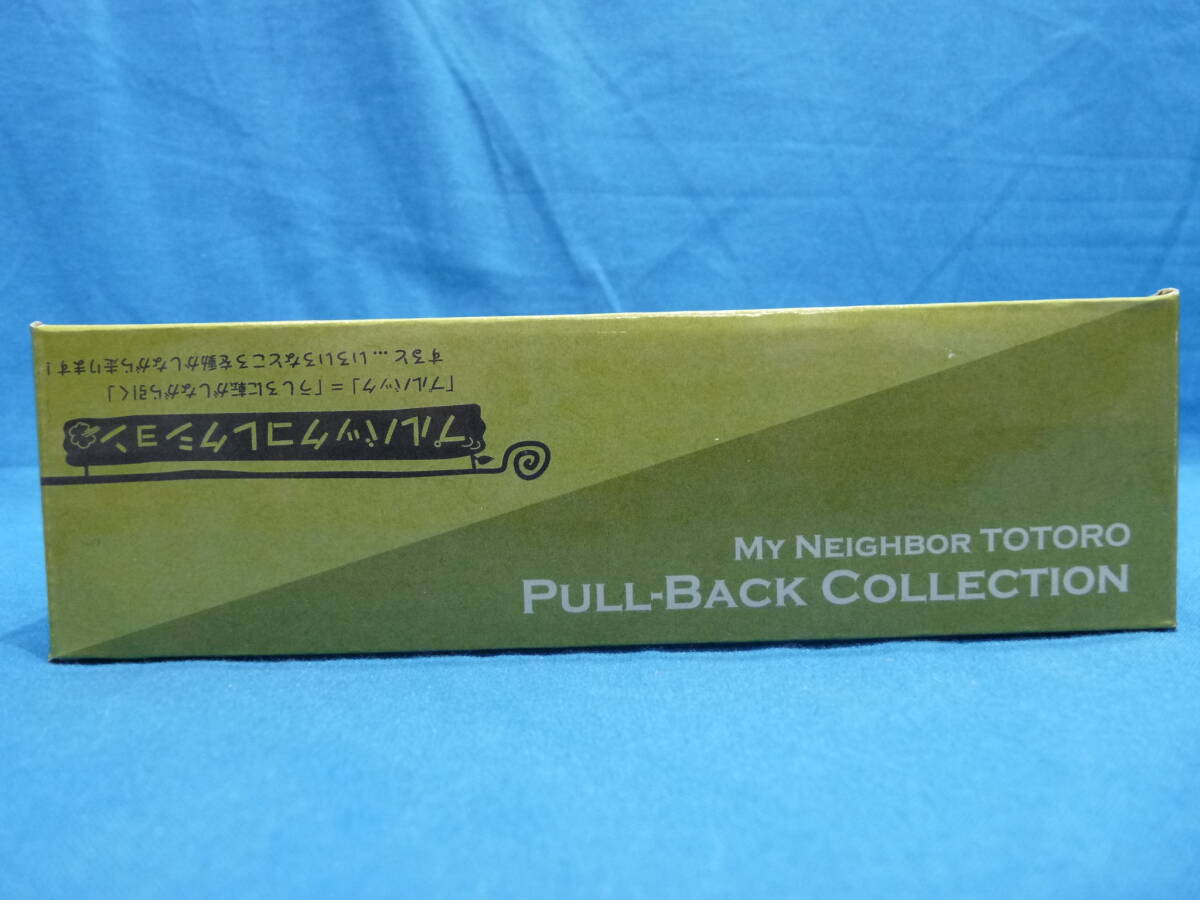 プルバックコレクション
「プルバック」=「うしろに転がしながら引く」
すると…いろいろなところを動かしながら走ります!
MY NEIGHBOR TOTORO
PULL-BACK COLLECTION